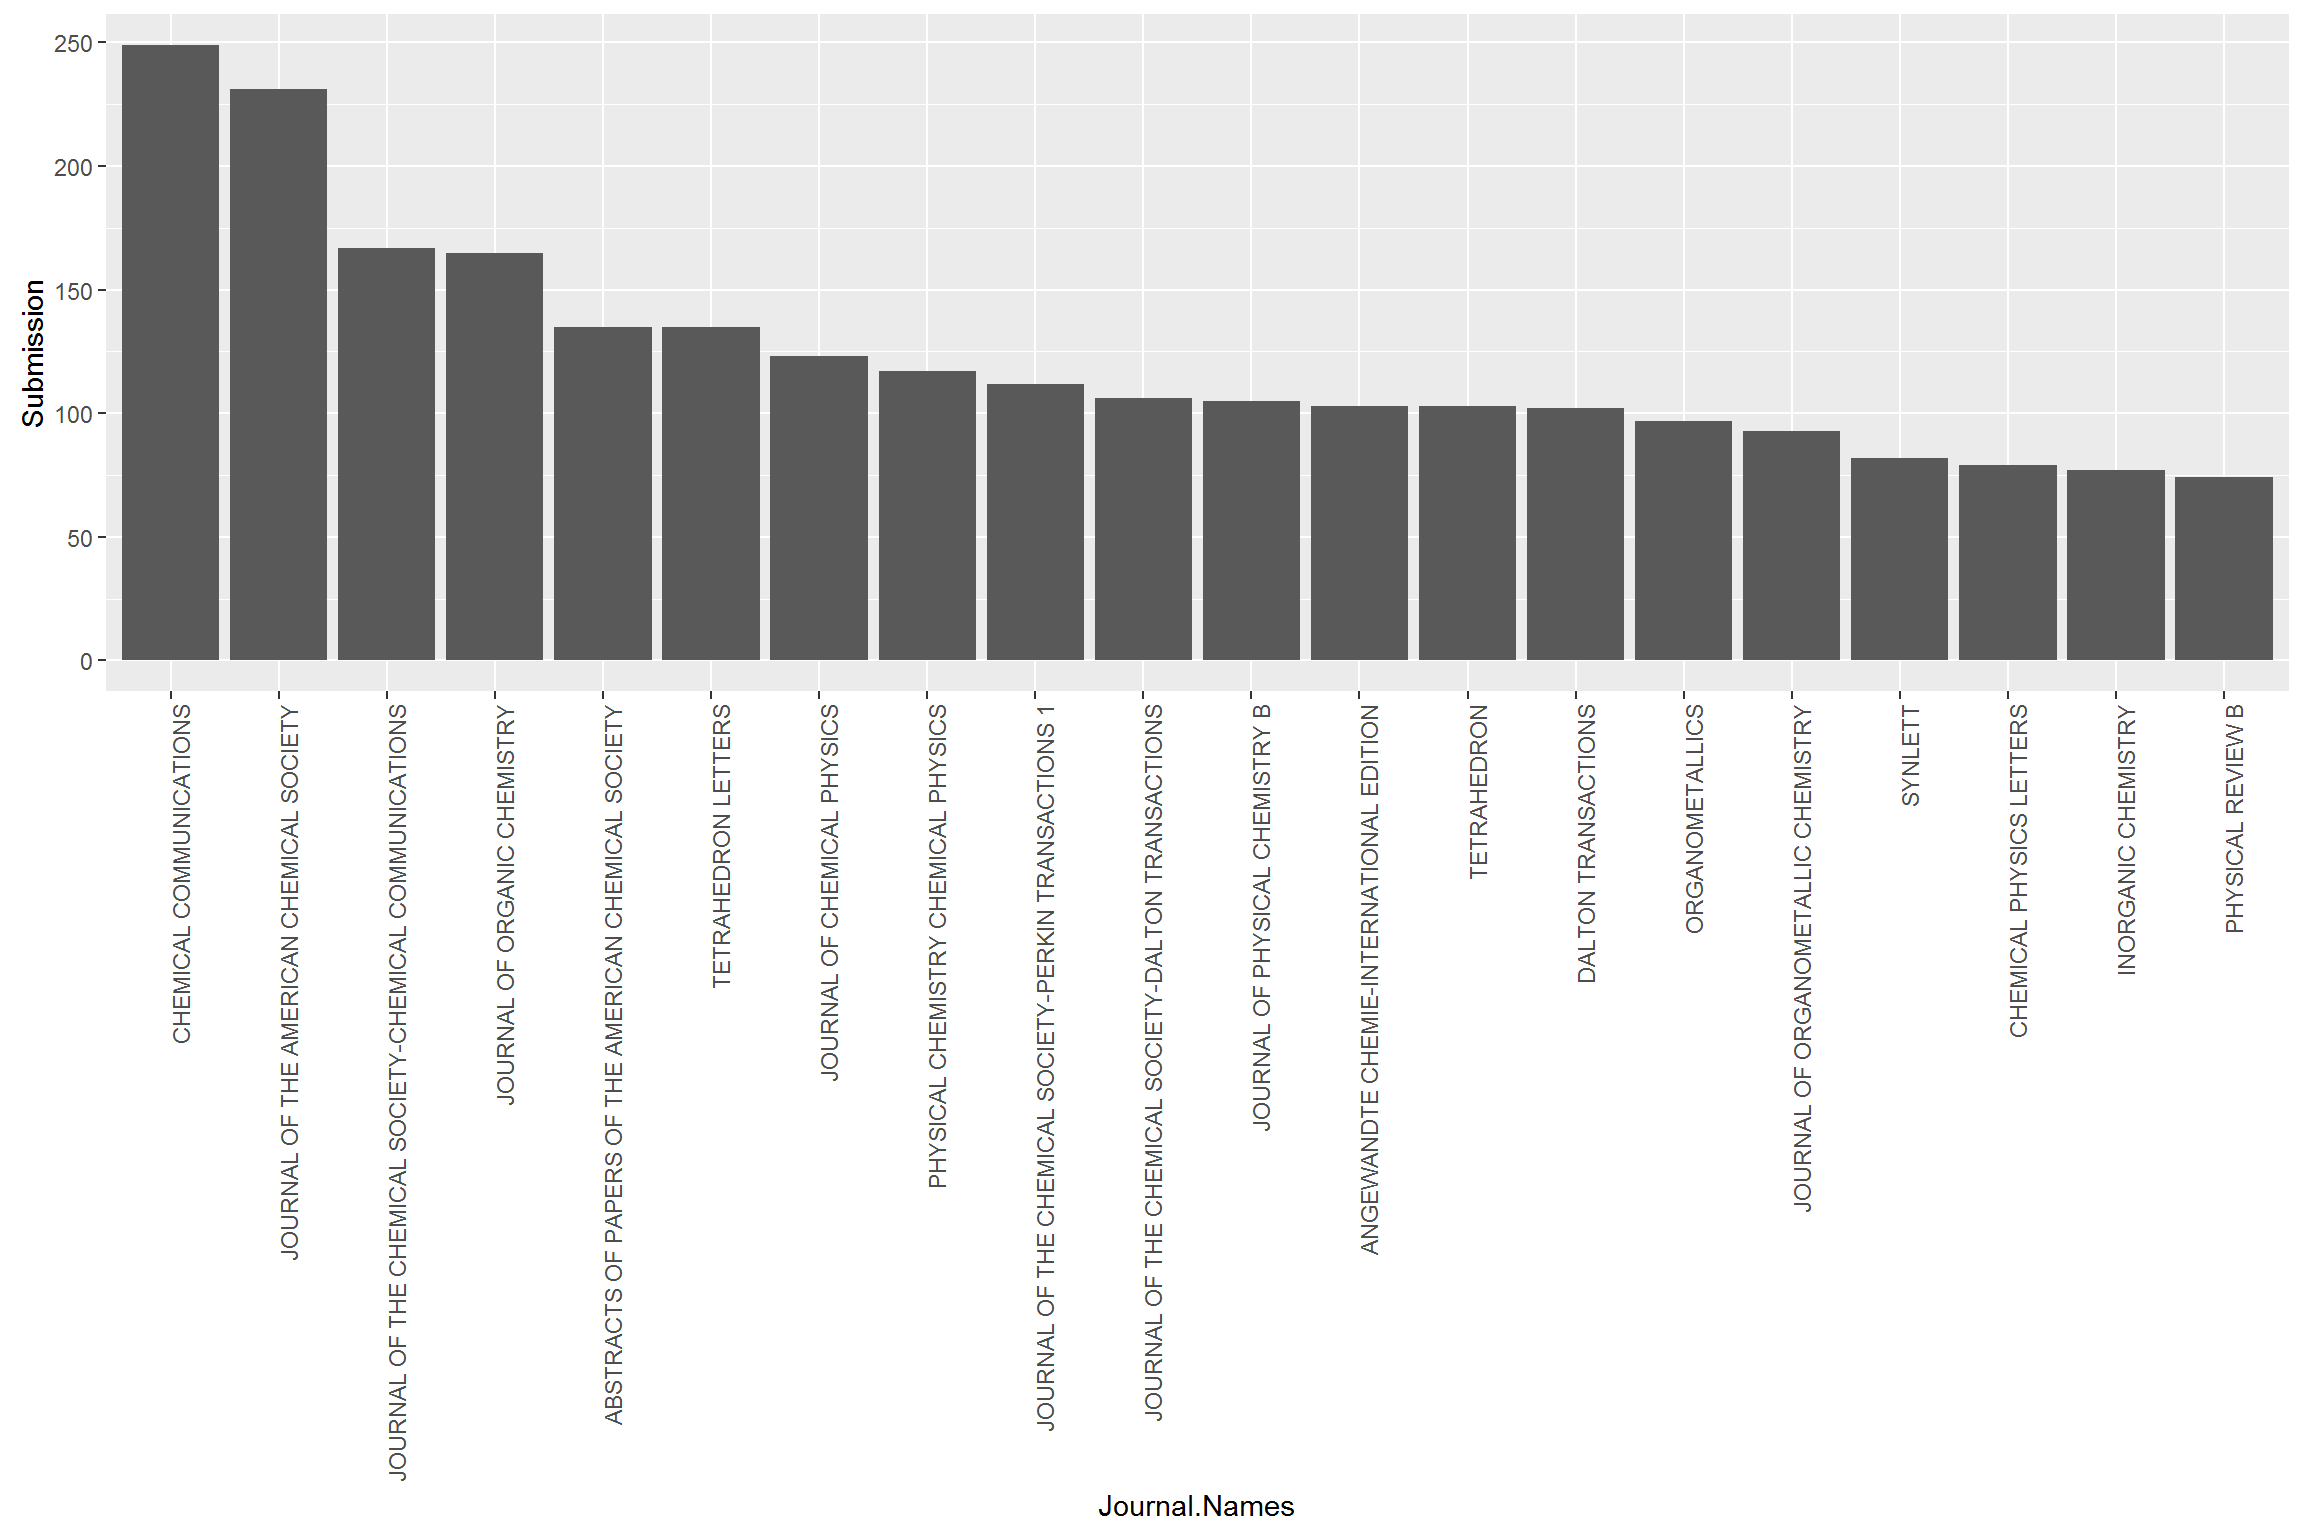 250
200
150
100
50
0
Submission
CHEMICAL COMMUNICATIONS
JOURNAL OF THE AMERICAN CHEMICAL SOCIETY
JOURNAL OF THE CHEMICAL SOCIETY-CHEMICAL COMMUNICATIONS
JOURNAL OF ORGANIC CHEMISTRY
ABSTRACTS OF PAPERS OF THE AMERICAN CHEMICAL SOCIETY
TETRAHEDRON LETTERS
JOURNAL OF CHEMICAL PHYSICS
PHYSICAL CHEMISTRY CHEMICAL PHYSICS
JOURNAL OF THE CHEMICAL SOCIETY-PERKIN TRANSACTIONS 1
JOURNAL OF THE CHEMICAL SOCIETY-DALTON TRANSACTIONS
JOURNAL OF PHYSICAL CHEMISTRY B
ANGEWANDTE CHEMIE-INTERNATIONAL EDITION
TETRAHEDRON
DALTON TRANSACTIONS
ORGANOMETALLICS
JOURNAL OF ORGANOMETALLIC CHEMISTRY
SYNLETT
CHEMICAL PHYSICS LETTERS
INORGANIC CHEMISTRY
PHYSICAL REVIEW B
Journal.Names